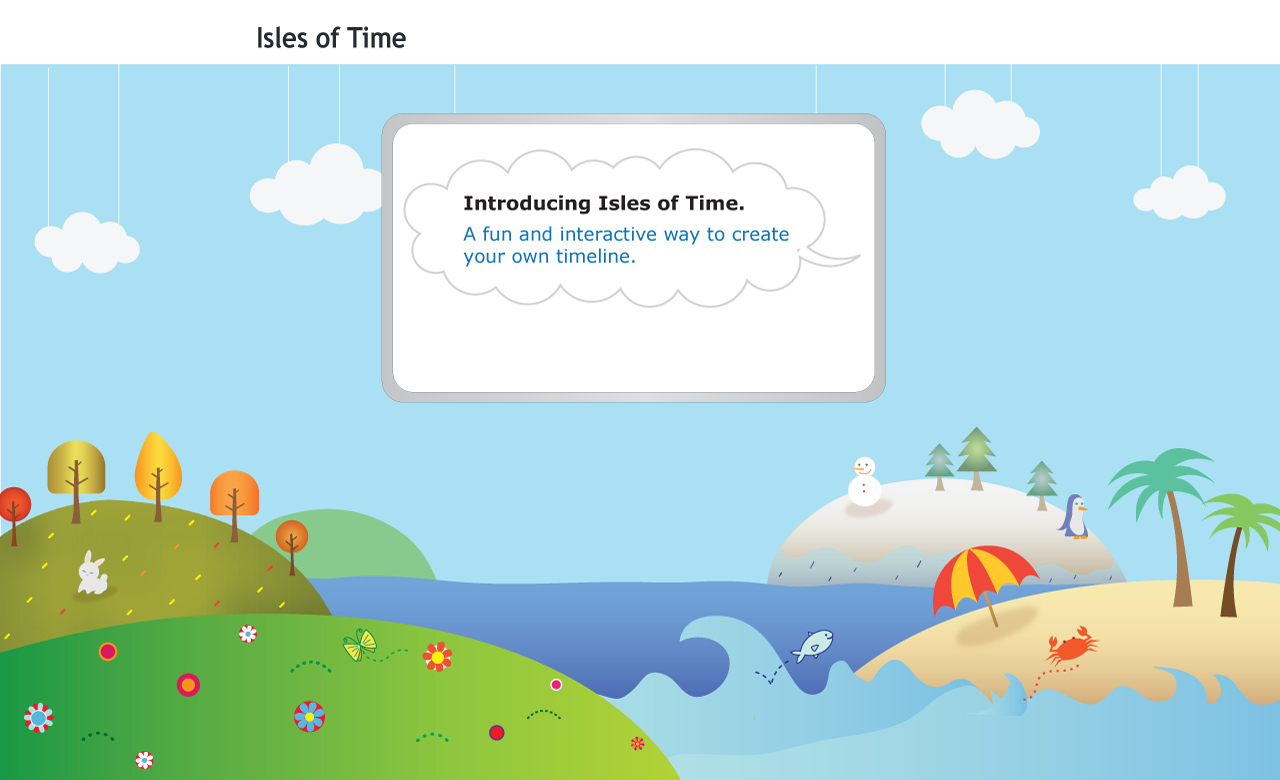 Isles of Time
Introducing Isles of Time.
A fun and interactive way to create
your own timeline.